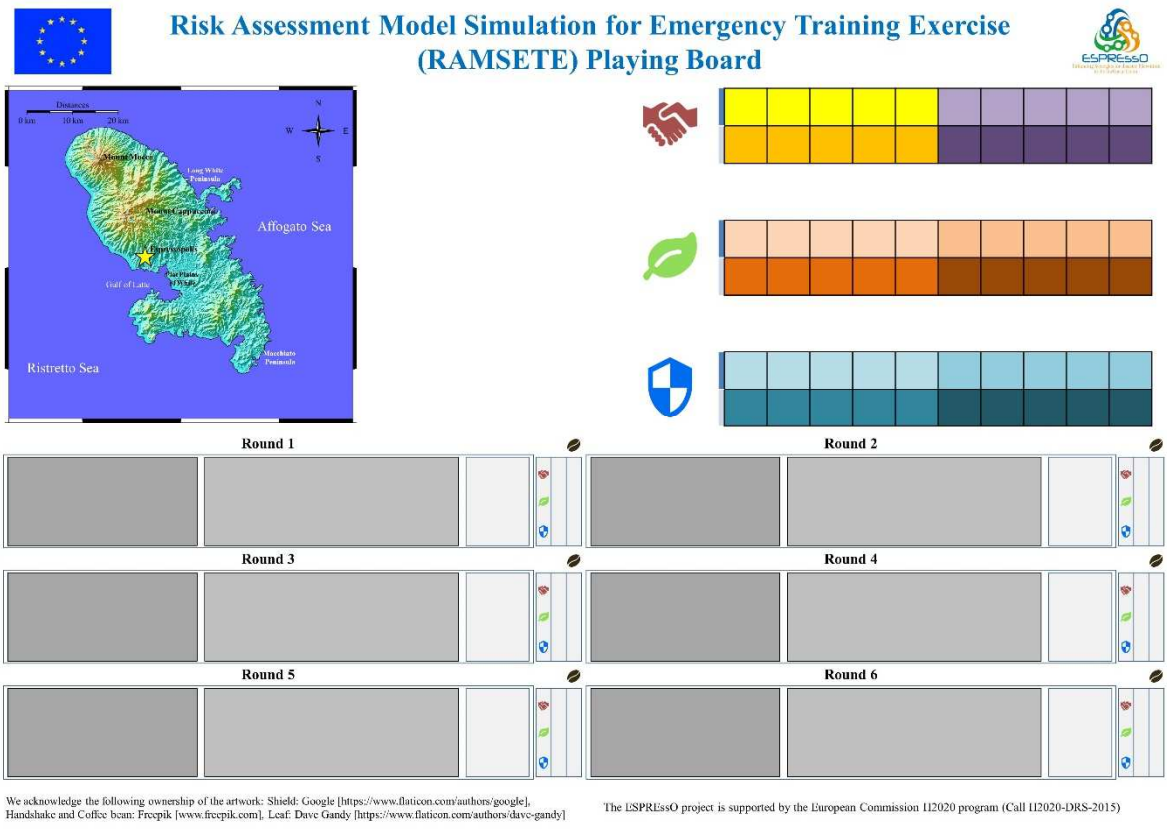 Risk Assessment Model Simulation for Emergency Training Exercise
(RAMSETE) Playing Board
ESPREssO
Distances
0 km 10 km 20 km
N
W E
S
Mount Mocca
Long White
Peninsula
Mount Cappuccino
Affogato Sea
Espressopolis
Flat Plains
of White
Gulf of Latte
Macchiato
Peninsula
Ristretto Sea
Round 1
Round 2
Round 3
Round 4
Round 5
Round 6
We acknowledge the following ownership of the artwork: Shield: Google [https://www.flaticon.com/authors/google],
Handshake and Coffee bean: Freepik [www.freepik.com], Leaf: Dave Gandy [https://www.flaticon.com/authors/dave-gandy]
The ESPREssO project is supported by the European Commission H2020 program (Call H2020-DRS-2015)